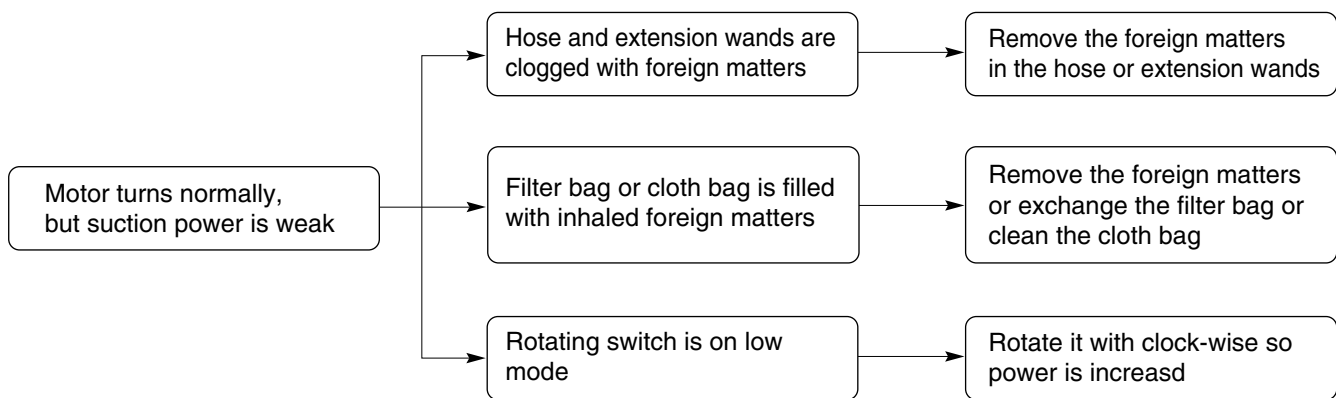 Motor turns normally,
but suction power is weak
Hose and extension wands are
clogged with foreign matters
Remove the foreign matters
in the hose or extension wands
Filter bag or cloth bag is filled
with inhaled foreign matters
Remove the foreign matters
or exchange the filter bag or
clean the cloth bag
Rotating switch is on low
mode
Rotate it with clock-wise so
power is increasd